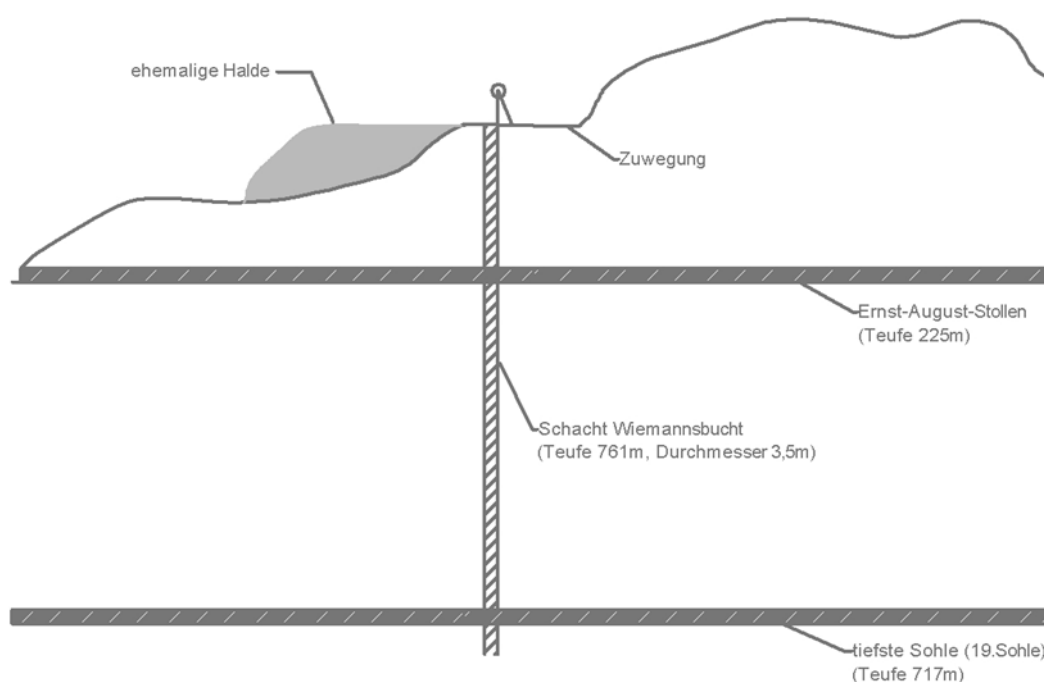 ehemalige Halde
Zuwegung
Ernst-August-Stollen
(Teufe 225m)
Schacht Wiemannsbucht
(Teufe 761m, Durchmesser 3,5m)
tiefste Sohle (19.Sohle)
(Teufe 717m)